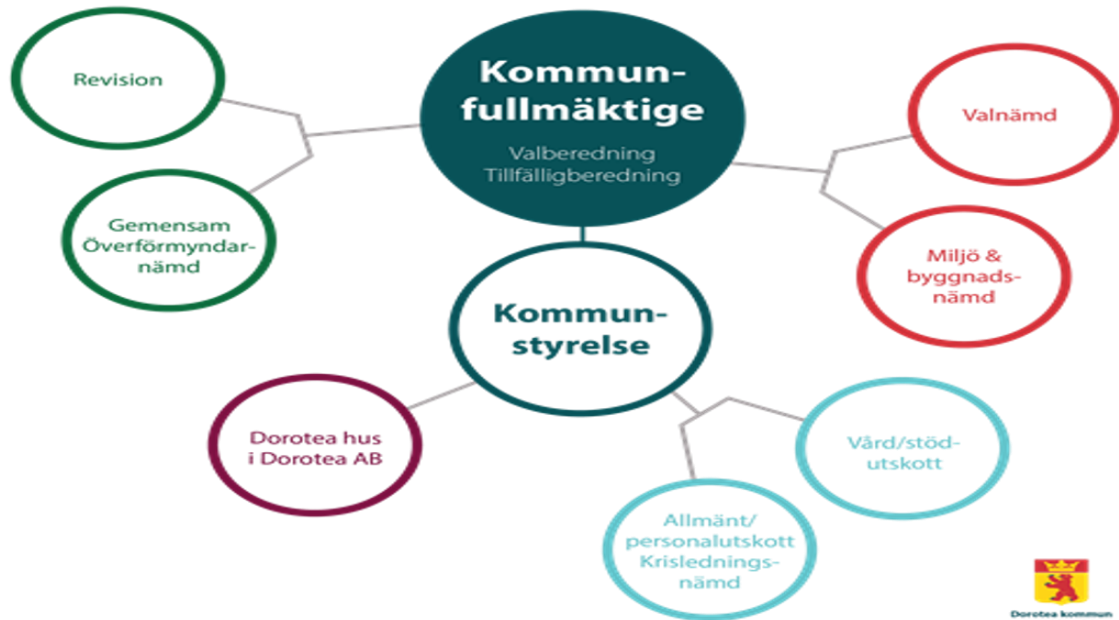 Kommun-
fullmäktige
Valberedning
Tillfälligberedning
Revision
Gemensam
Överförmyndar-
nämd
Valnämd
Miljö &
byggnads-
nämd
Kommun-
styrelse
Dorotea hus
i Dorotea AB
Vård/stöd-
utskott
Allmänt/
personalutskott
Krislednings-
nämd
Dorotea kommun